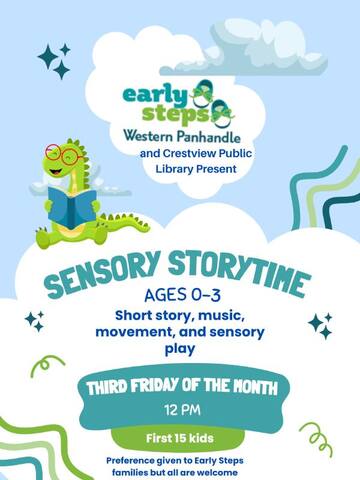 early
steps
Western Panhandle
and Crestview Public
Library Present
SENSORY STORYTIME
AGES 0-3
Short story, music,
movement, and sensory
play
THIRD FRIDAY OF THE MONTH
12 PM
First 15 kids
Preference given to Early Steps
families but all are welcome